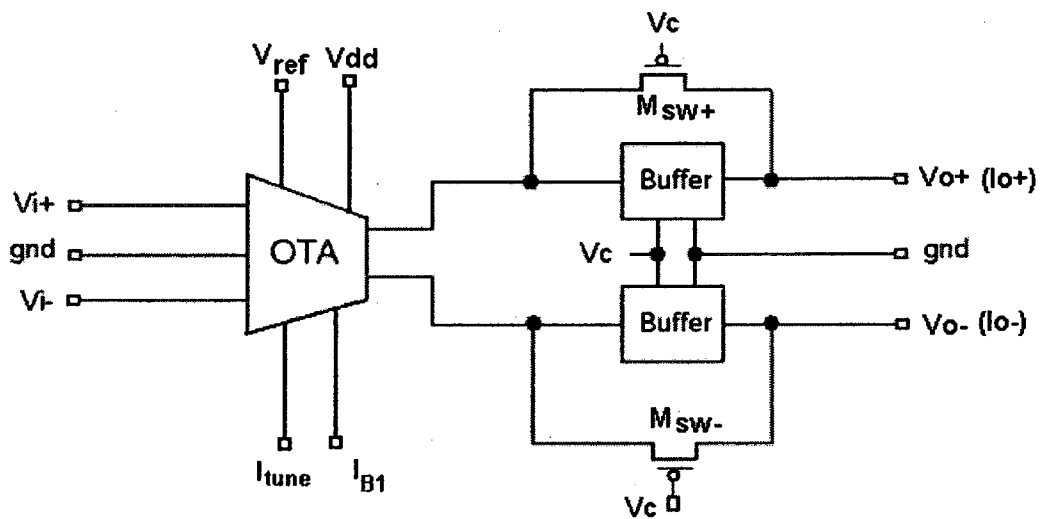 Vc
Vref Vdd
Msw+
Vi+
Buffer
Vo+ (Io+)
gnd
OTA
Vc
gnd
Vi-
Buffer
Vo- (Io-)
Msw-
Itune
IB1
Vc